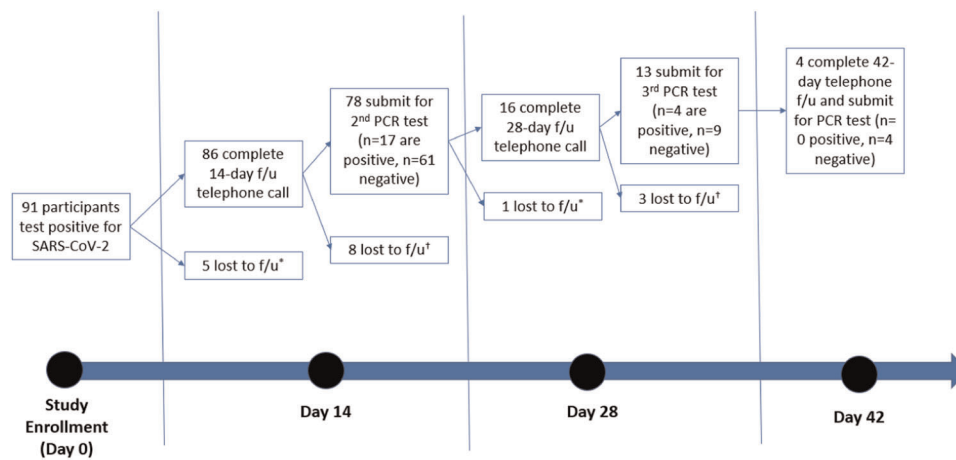 91 participants
test positive for
SARS-CoV-2
86 complete
14-day f/u
telephone call
5 lost to f/u*
78 submit for
2nd PCR test
(n=17 are
positive, n=61
negative)
8 lost to f/u†
16 complete
28-day f/u
telephone call
1 lost to f/u*
13 submit for
3rd PCR test
(n=4 are
positive, n=9
negative)
3 lost to f/u†
4 complete 42-
day telephone
f/u and submit
for PCR test (n=
0 positive, n=4
negative)
Study
Enrollment
(Day 0)
Day 14
Day 28
Day 42